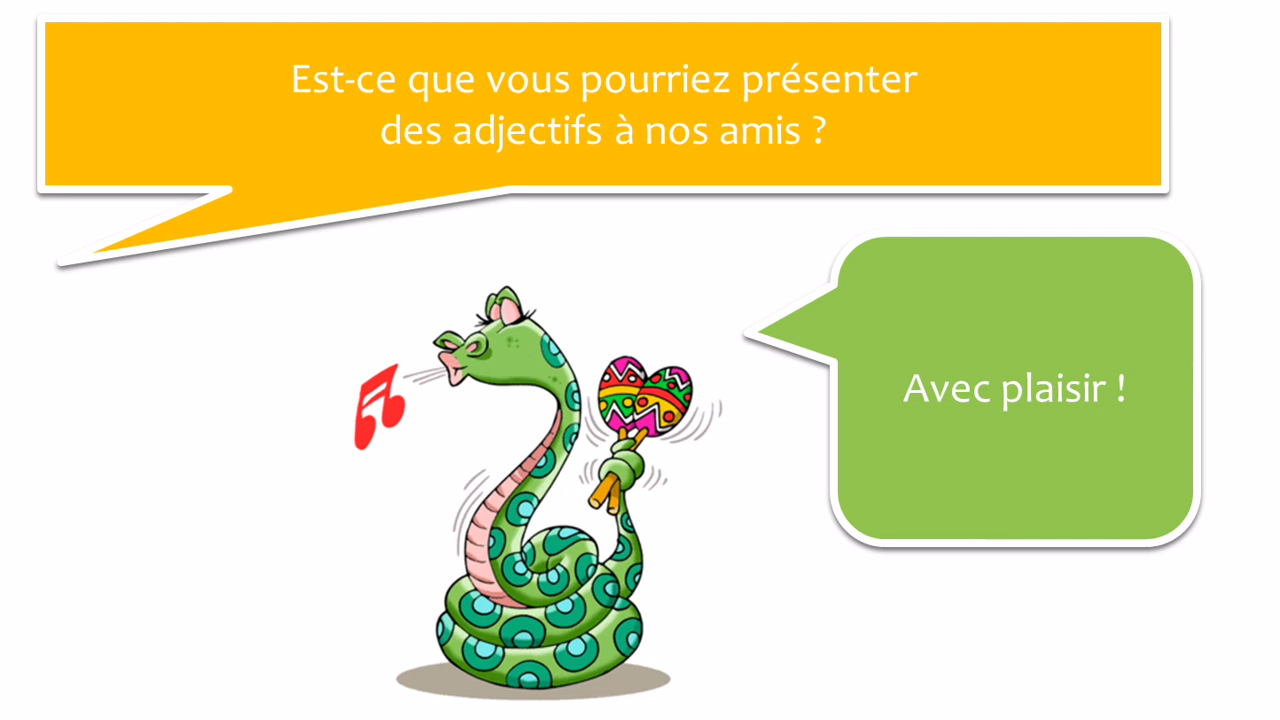 Est-ce que vous pourriez présenter
des adjectifs à nos amis ?
Avec plaisir !